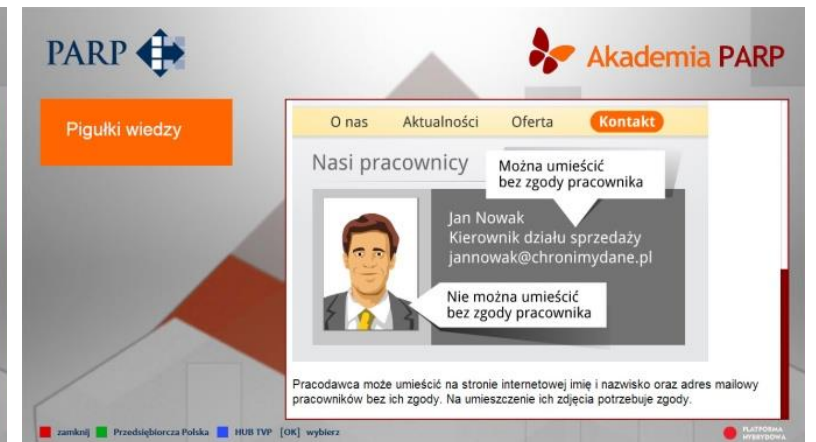 PARP
Akademia PARP
Pigułki wiedzy
O nas Aktualności Oferta Kontakt
Nasi pracownicy
Można umieścić
bez zgody pracownika
Jan Nowak
Kierownik działu sprzedaży
jannowak@chronimydane.pl
Nie można umieścić
bez zgody pracownika
Pracodawca może umieścić na stronie internetowej imię i nazwisko oraz adres mailowy
pracowników bez ich zgody. Na umieszczenie ich zdjęcia potrzebuje zgody.
zamknij Przedsiębiorcza Polska HUB TVP [OK] wybierz
PLATFORMA
HYBRYDOWA